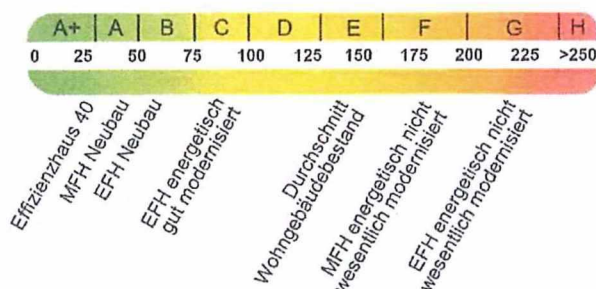 A+ A B C D E F G H
0 25 50 75 100 125 150 175 200 225 >250
Effizienzhaus 40
MFH Neubau
EFH Neubau
EFH energetisch
gut modernisiert
Durchschnitt
Wohngebäudebestand
MFH energetisch nicht
wesentlich modernisiert
EFH energetisch nicht
wesentlich modernisiert